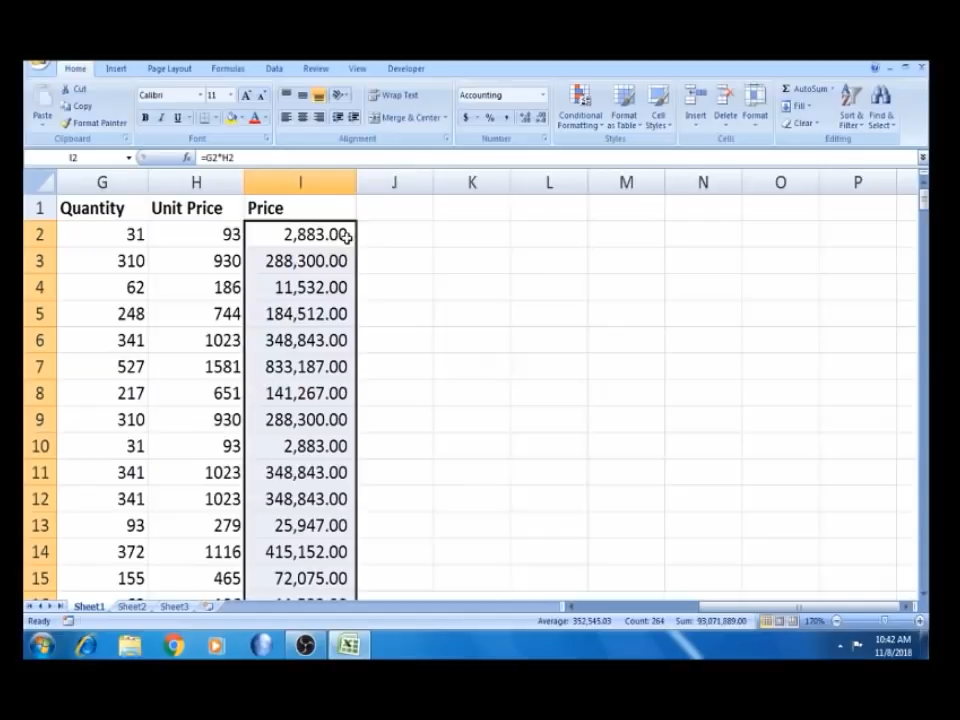 Home Insert Page Layout Formulas Data Review View Developer
Cut
Copy
Format Painter
Paste
Clipboard
Calibri 11
B I U
Font
Wrap Text
Merge & Center
Alignment
Accounting
$ % ,
Number
Conditional Formatting
Format as Table
Cell Styles
Styles
Insert Delete Format
Cells
Σ AutoSum
Fill
Clear
Sort & Filter
Find & Select
Editing
I2 fx =G2*H2
G H I J K L M N O P
1 Quantity Unit Price Price
2 31 93 2,883.00
3 310 930 288,300.00
4 62 186 11,532.00
5 248 744 184,512.00
6 341 1023 348,843.00
7 527 1581 833,187.00
8 217 651 141,267.00
9 310 930 288,300.00
10 31 93 2,883.00
11 341 1023 348,843.00
12 341 1023 348,843.00
13 93 279 25,947.00
14 372 1116 415,152.00
15 155 465 72,075.00
Sheet1 Sheet2 Sheet3
Ready Average: 352,545.03 Count: 264 Sum: 93,071,889.00 170%
10:42 AM
11/8/2018